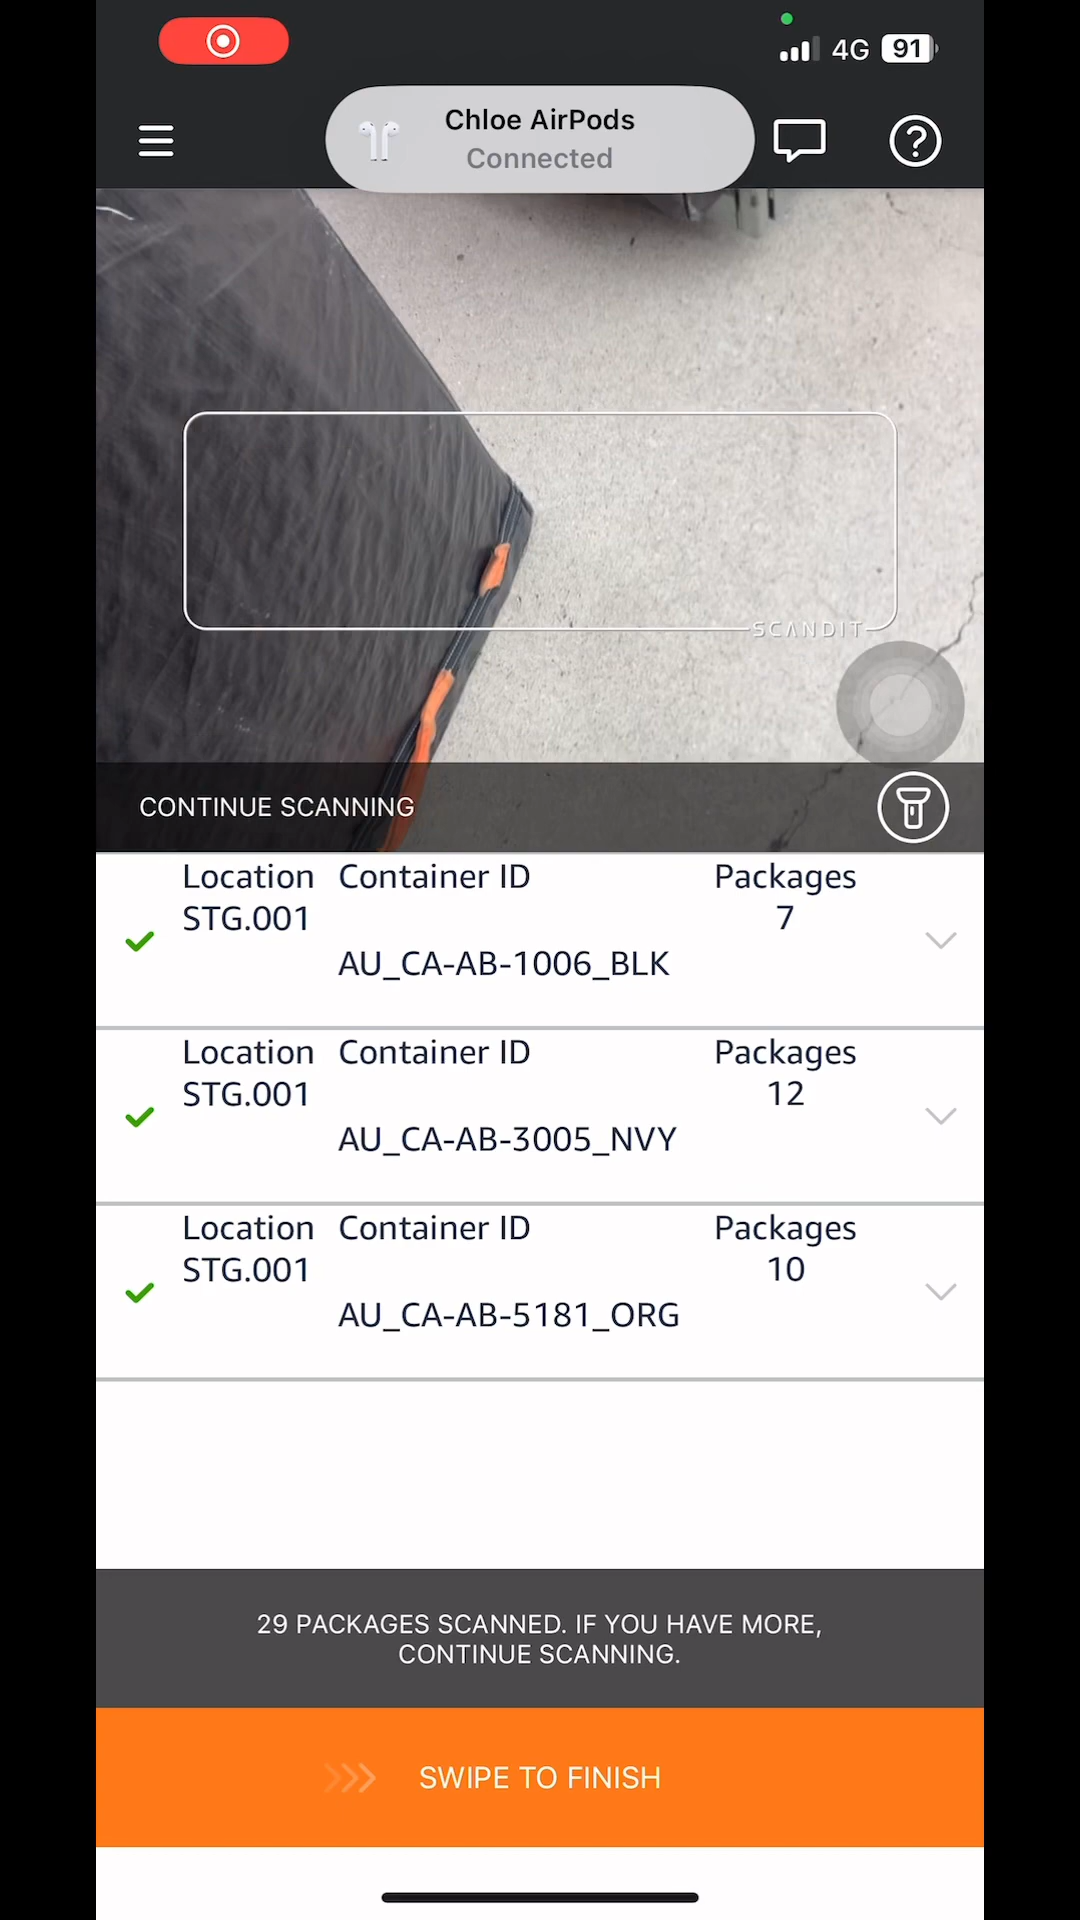 4G 91
Chloe AirPods
Connected
?
SCANDIT
CONTINUE SCANNING
Location Container ID Packages
STG.001 7
AU_CA-AB-1006_BLK
Location Container ID Packages
STG.001 12
AU_CA-AB-3005_NVY
Location Container ID Packages
STG.001 10
AU_CA-AB-5181_ORG
29 PACKAGES SCANNED. IF YOU HAVE MORE,
CONTINUE SCANNING.
SWIPE TO FINISH